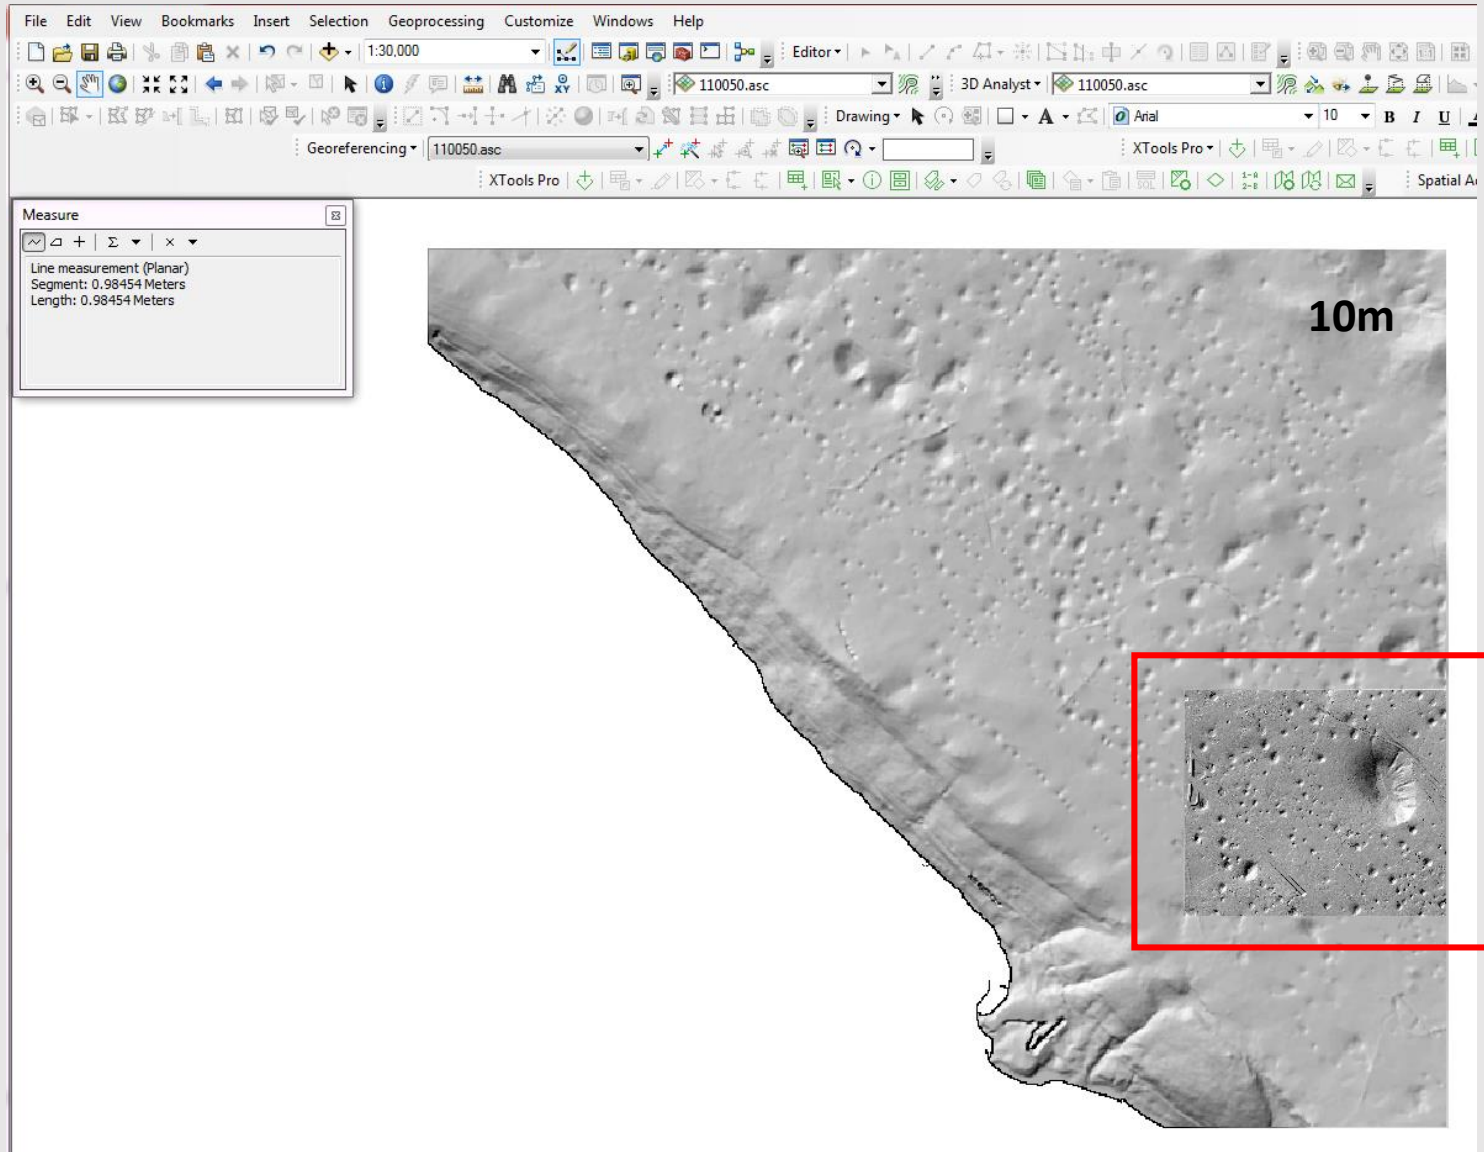 File Edit View Bookmarks Insert Selection Geoprocessing Customize Windows Help
1:30,000 Editor
110050.asc 3D Analyst 110050.asc
Drawing A Arial 10 B I U
Georeferencing 110050.asc XTools Pro
XTools Pro Spatial
Measure
Line measurement (Planar)
Segment: 0.98454 Meters
Length: 0.98454 Meters
10m